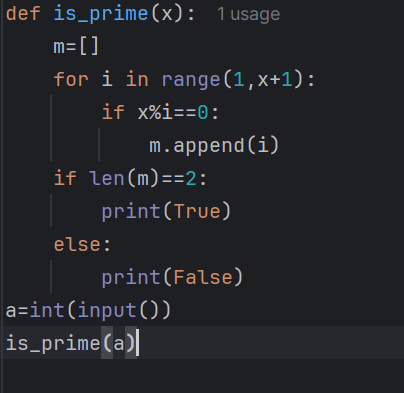 def is_prime(x):  1 usage
    m=[]
    for i in range(1,x+1):
        if x%i==0:
            m.append(i)
    if len(m)==2:
        print(True)
    else:
        print(False)
a=int(input())
is_prime(a)